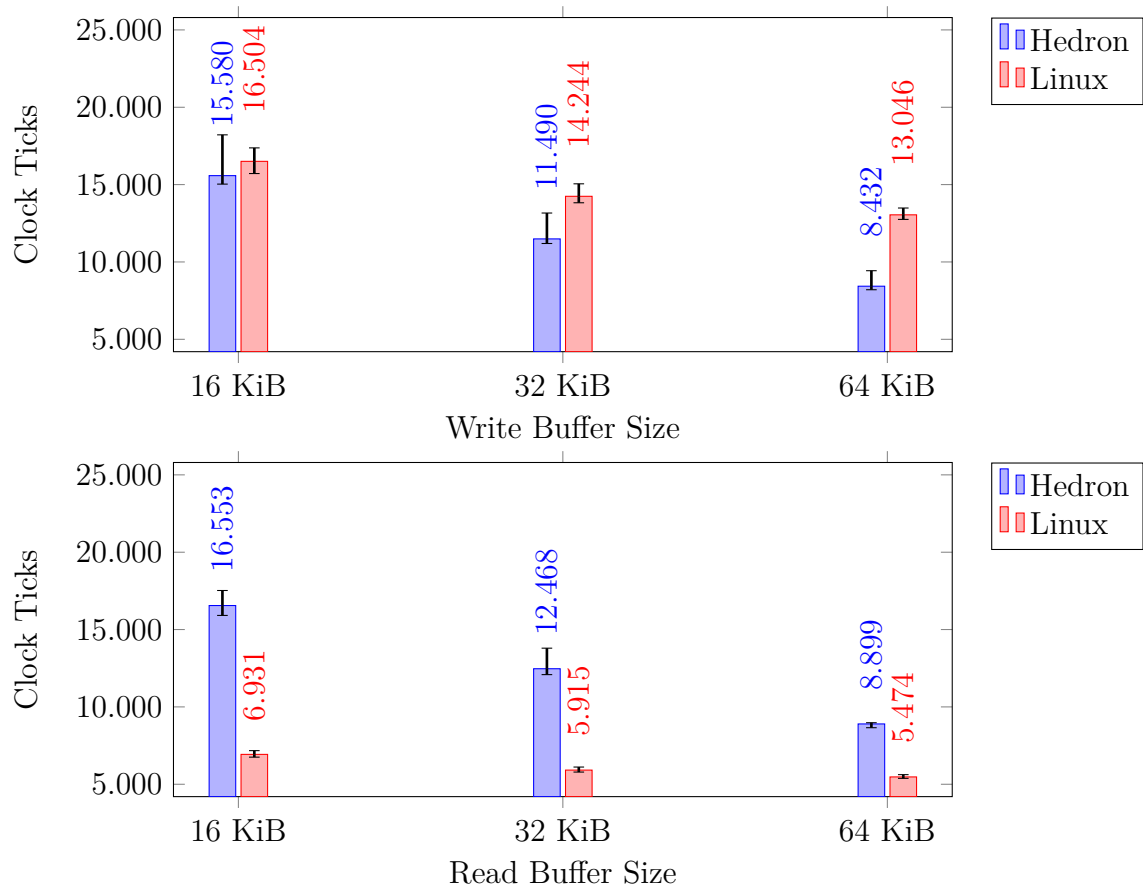 25.000
20.000
15.000
10.000
5.000
Clock Ticks
15.580
16.504
11.490
14.244
8.432
13.046
16 KiB 32 KiB 64 KiB
Write Buffer Size
Hedron
Linux
25.000
20.000
15.000
10.000
5.000
Clock Ticks
16.553
6.931
12.468
5.915
8.899
5.474
16 KiB 32 KiB 64 KiB
Read Buffer Size
Hedron
Linux